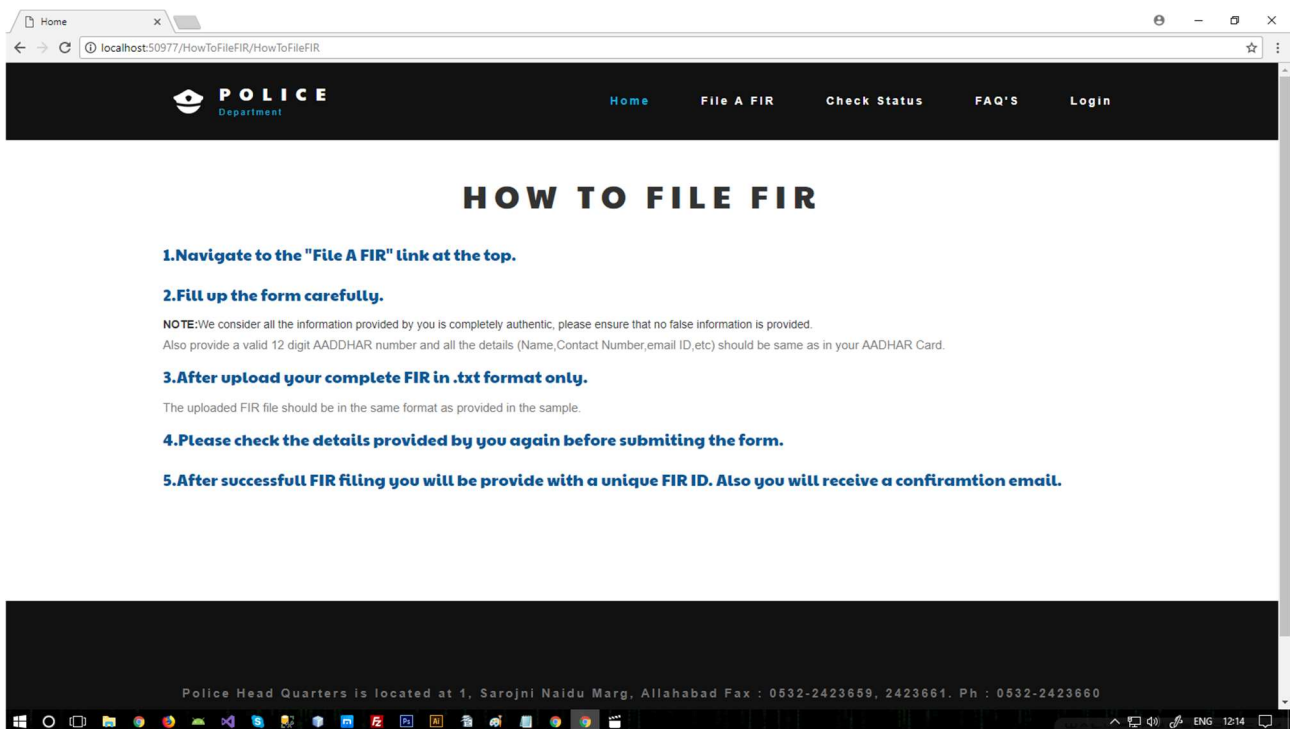 Home
localhost:50977/HowToFileFIR/HowToFileFIR
POLICE
Department
Home File A FIR Check Status FAQ'S Login
HOW TO FILE FIR
1.Navigate to the "File A FIR" link at the top.
2.Fill up the form carefully.
NOTE:We consider all the information provided by you is completely authentic, please ensure that no false information is provided.
Also provide a valid 12 digit AADDHAR number and all the details (Name,Contact Number,email ID,etc) should be same as in your AADHAR Card.
3.After upload your complete FIR in .txt format only.
The uploaded FIR file should be in the same format as provided in the sample.
4.Please check the details provided by you again before submiting the form.
5.After successfull FIR filing you will be provide with a unique FIR ID. Also you will receive a confiramtion email.
Police Head Quarters is located at 1, Sarojni Naidu Marg, Allahabad Fax : 0532-2423659, 2423661. Ph : 0532-2423660
Ps Ai ENG 12:14